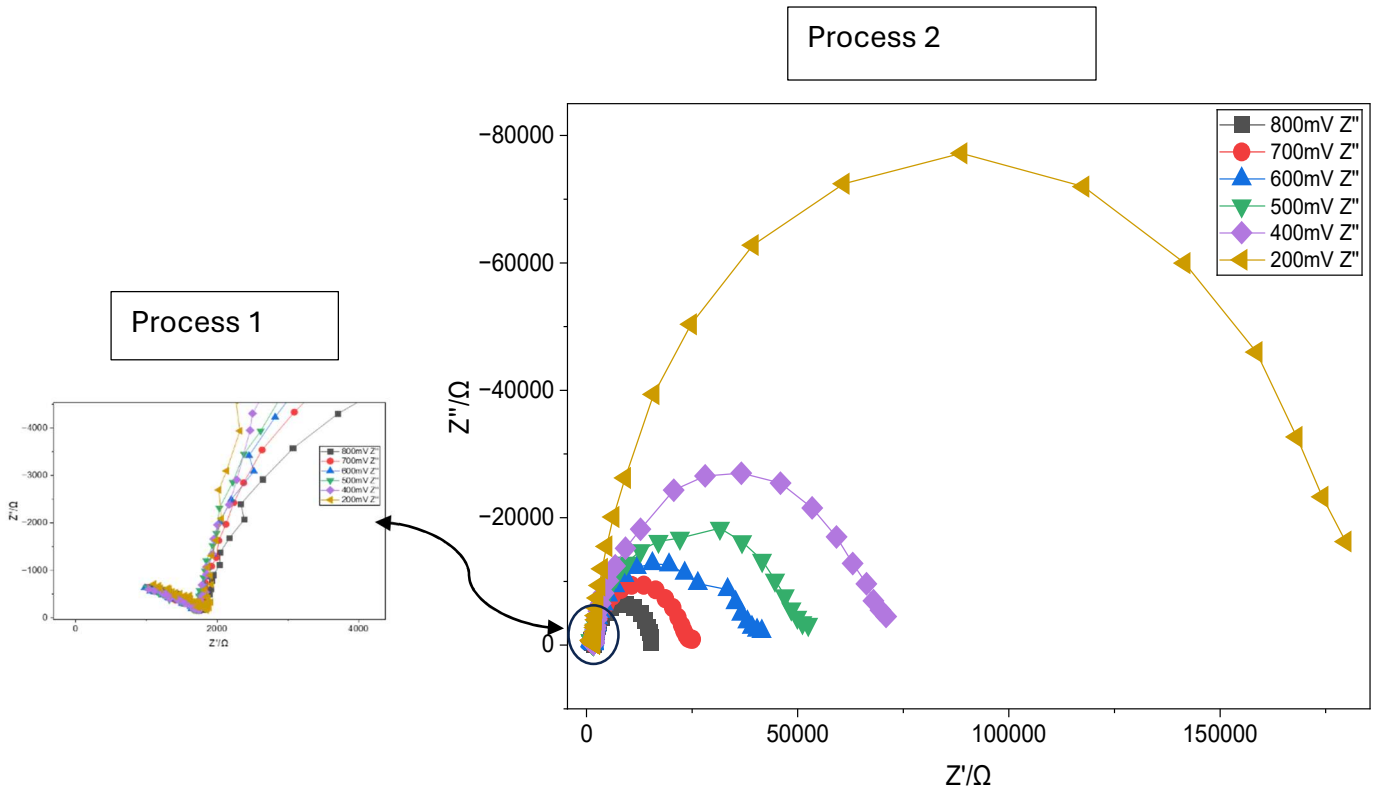 Process 2
Process 1
-4000
-3000
-2000
-1000
0
0
2000
4000
Z'/Ω
Z'/Ω
800mV Z"
700mV Z"
600mV Z"
500mV Z"
400mV Z"
200mV Z"
−80000
−60000
−40000
−20000
0
0
50000
100000
150000
Z"/Ω
Z'/Ω
800mV Z"
700mV Z"
600mV Z"
500mV Z"
400mV Z"
200mV Z"